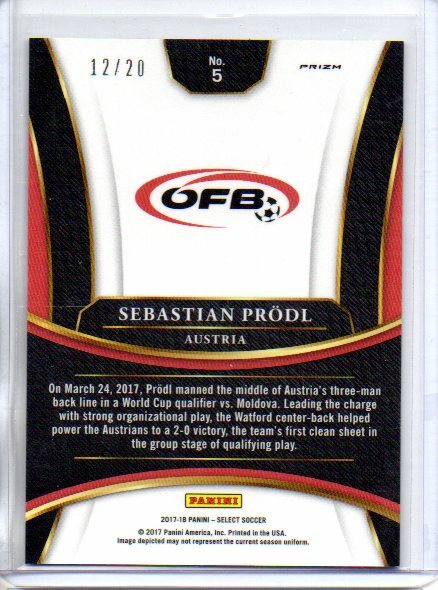 12/20
No.
5
PRIZM
ÖFB
SEBASTIAN PRÖDL
AUSTRIA
On March 24, 2017, Prödl manned the middle of Austria's three-man
back line in a World Cup qualifier vs. Moldova. Leading the charge
with strong organizational play, the Watford center-back helped
power the Austrians to a 2-0 victory, the team's first clean sheet in
the group stage of qualifying play.
PANINI
2017-18 PANINI – SELECT SOCCER
© 2017 Panini America, Inc. Printed in the USA.
Image depicted may not represent the current season uniform.